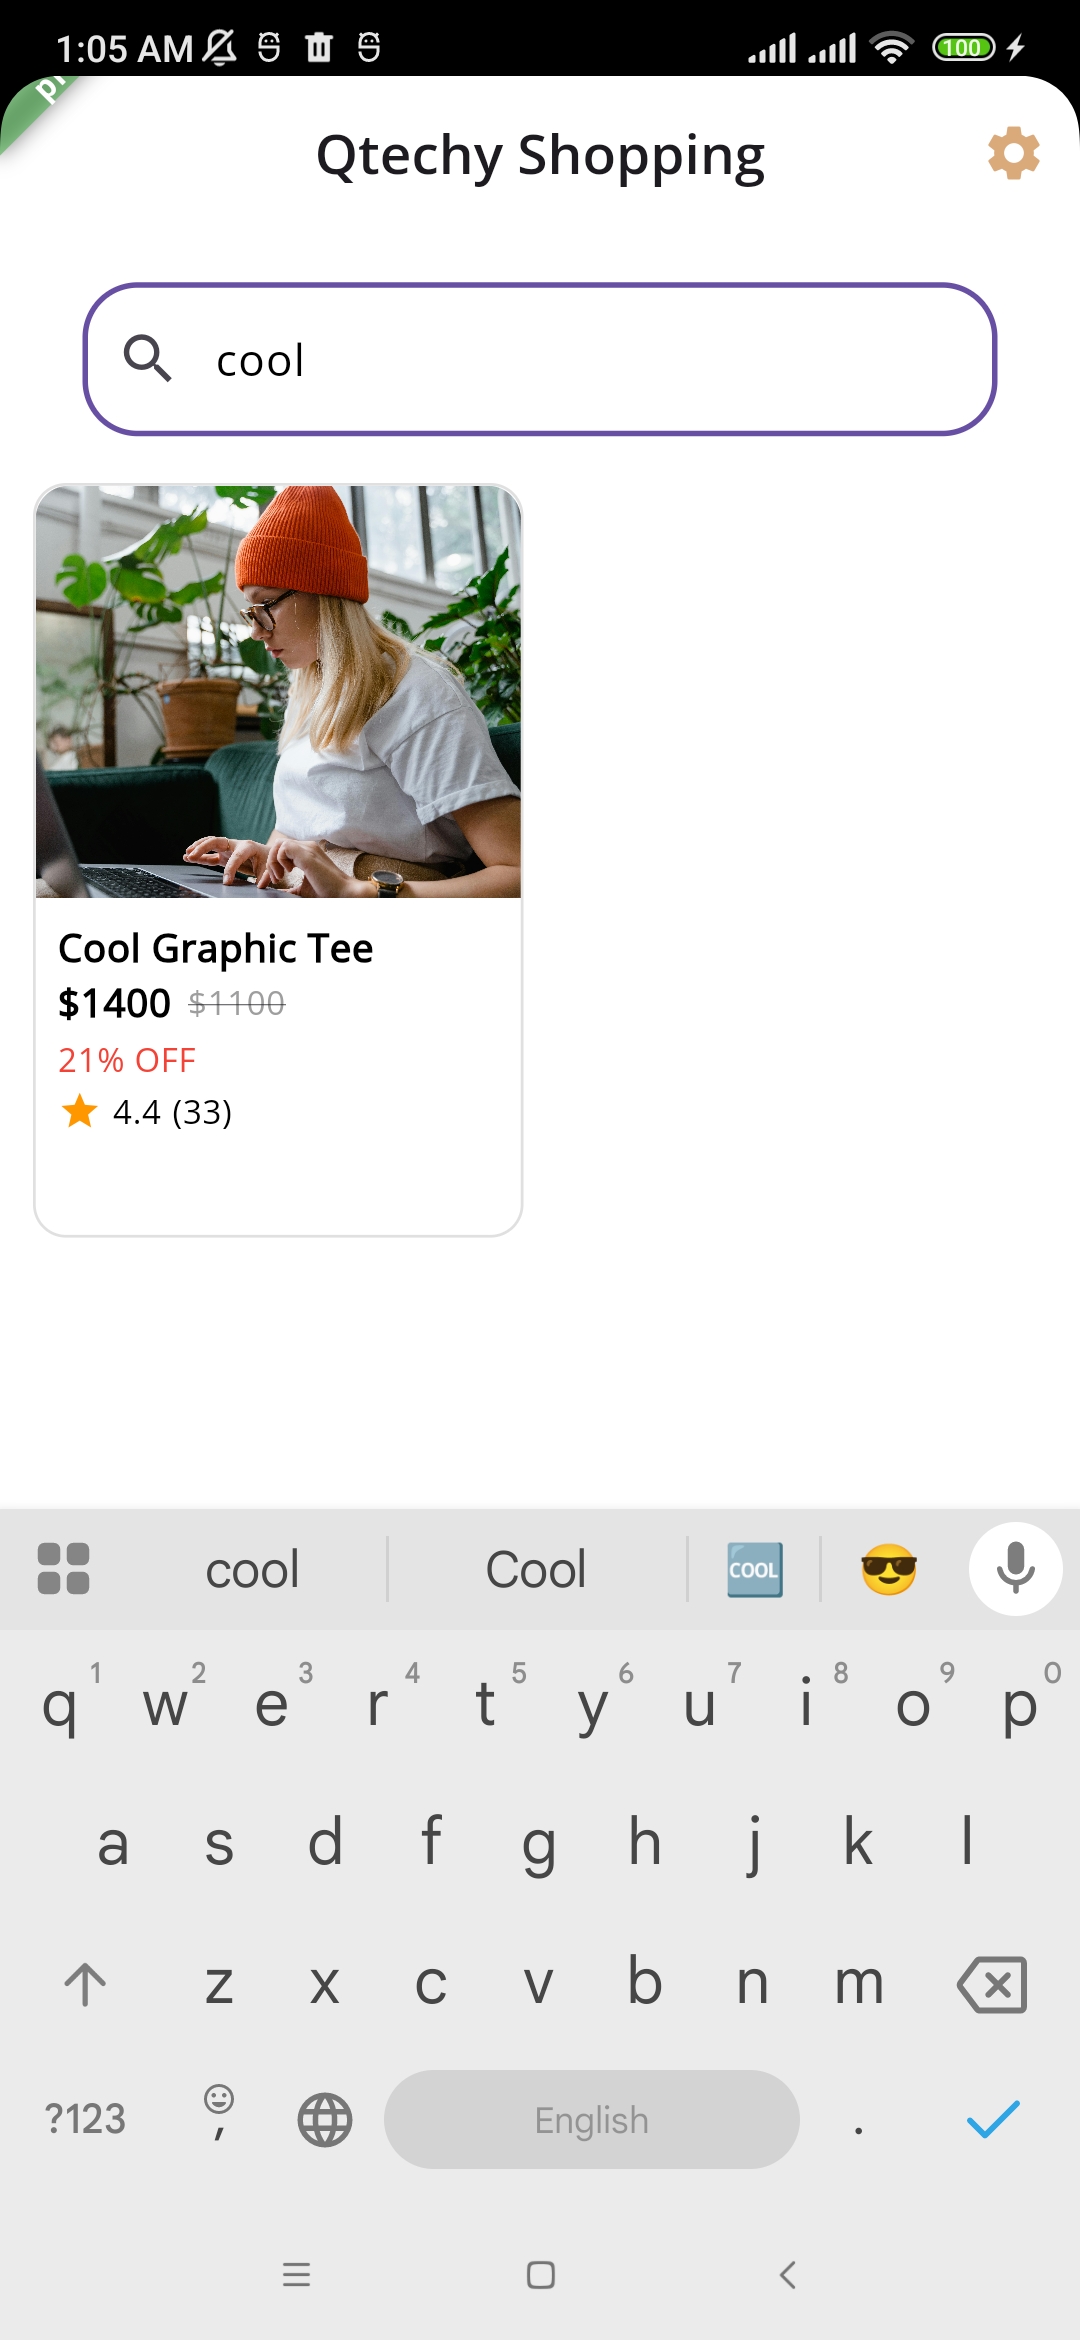 1:05 AM 100
Qtechy Shopping
cool
Cool Graphic Tee
$1400 $1100
21% OFF
4.4 (33)
cool Cool COOL
1 2 3 4 5 6 7 8 9 0
q w e r t y u i o p
a s d f g h j k l
z x c v b n m
?123 , English .